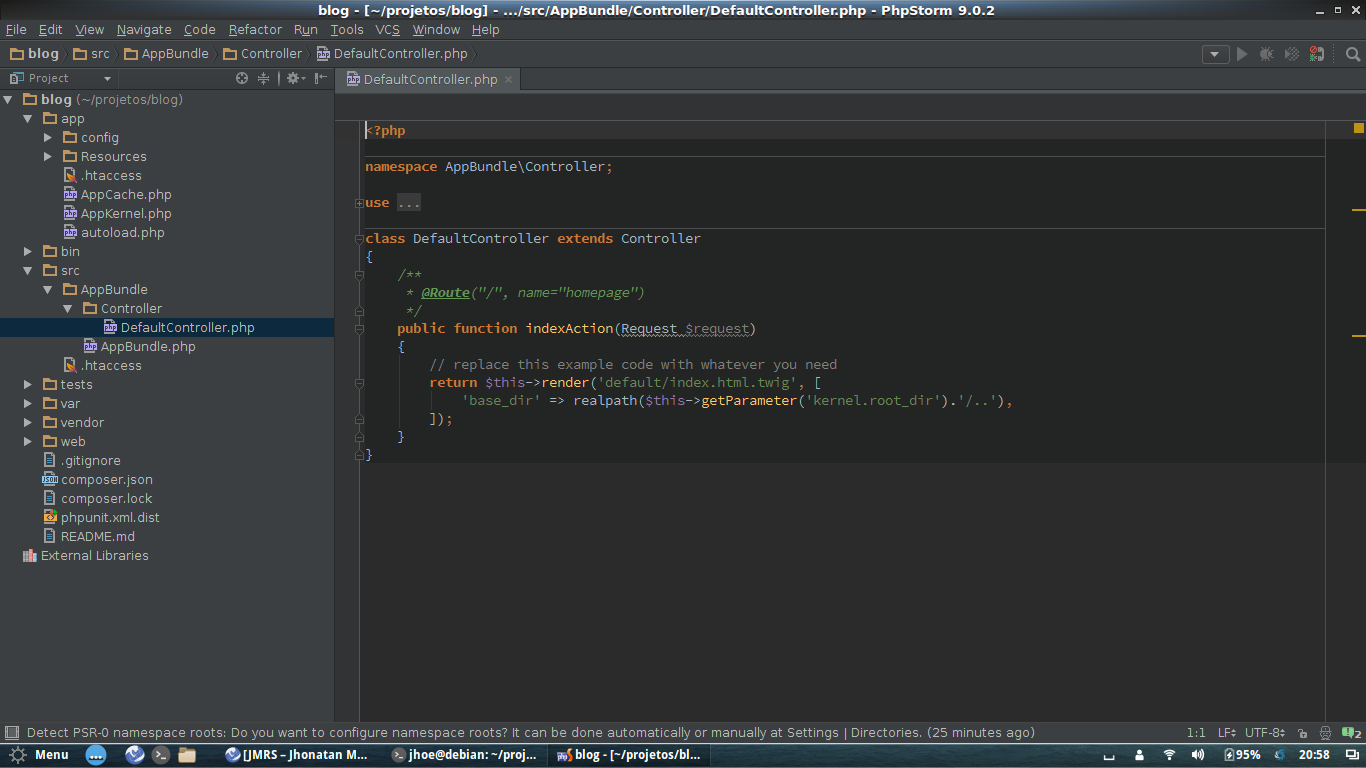 blog - [~/projetos/blog] - .../src/AppBundle/Controller/DefaultController.php - PhpStorm 9.0.2
File Edit View Navigate Code Refactor Run Tools VCS Window Help
blog src AppBundle Controller DefaultController.php
Project
DefaultController.php
blog (~/projetos/blog)
app
config
Resources
.htaccess
AppCache.php
AppKernel.php
autoload.php
bin
src
AppBundle
Controller
DefaultController.php
AppBundle.php
.htaccess
tests
var
vendor
web
.gitignore
composer.json
composer.lock
phpunit.xml.dist
README.md
External Libraries
<?php
namespace AppBundle\Controller;
use ...
class DefaultController extends Controller
{
/**
* @Route("/", name="homepage")
*/
public function indexAction(Request $request)
{
// replace this example code with whatever you need
return $this->render('default/index.html.twig', [
'base_dir' => realpath($this->getParameter('kernel.root_dir').'/..'),
]);
}
}
Detect PSR-0 namespace roots: Do you want to configure namespace roots? It can be done automatically or manually at Settings | Directories. (25 minutes ago)
1:1 LF UTF-8 2
Menu [JMRS – Jhonatan M... jhoe@debian: ~/proj... blog - [~/projetos/bl... 95% 20:58